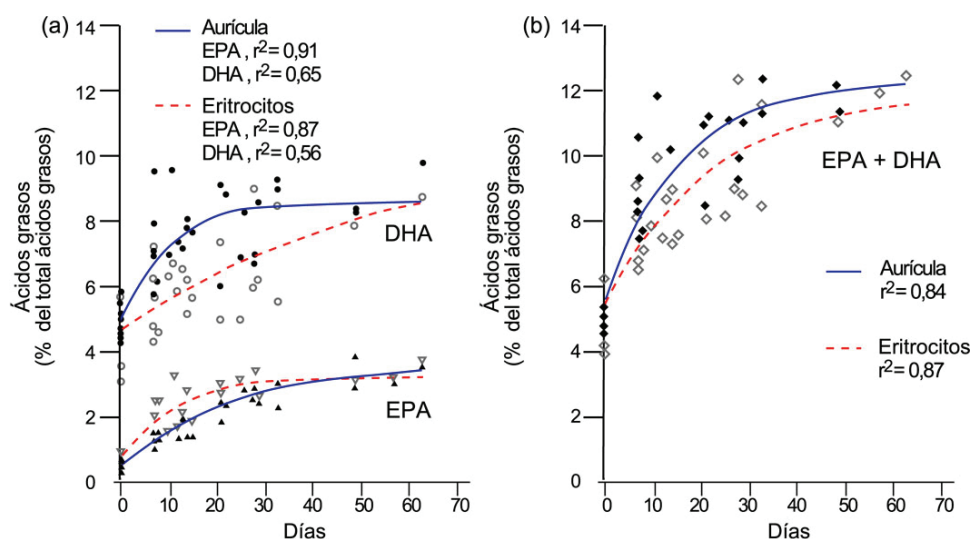 (a)
Aurícula
EPA , r²= 0,91
DHA , r²= 0,65
Eritrocitos
EPA , r²= 0,87
DHA , r²= 0,56
Ácidos grasos
(% del total ácidos grasos)
14
12
10
8
6
4
2
0
DHA
EPA
0 10 20 30 40 50 60 70
Días
(b)
Ácidos grasos
(% del total ácidos grasos)
14
12
10
8
6
4
2
0
EPA + DHA
Aurícula
r²= 0,84
Eritrocitos
r²= 0,87
0 10 20 30 40 50 60 70
Días